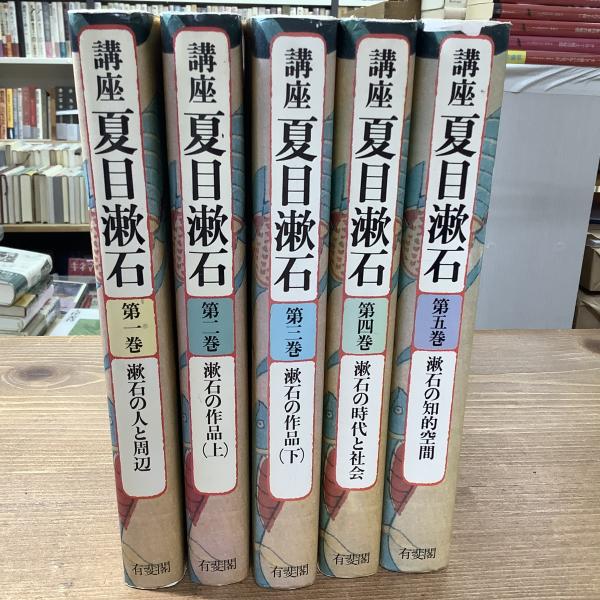 講座
夏目漱石
第一巻
漱石の人と周辺
有斐閣
講座
夏目漱石
第二巻
漱石の作品(上)
有斐閣
講座
夏目漱石
第三巻
漱石の作品(下)
有斐閣
講座
夏目漱石
第四巻
漱石の時代と社会
有斐閣
講座
夏目漱石
第五巻
漱石の知的空間
有斐閣